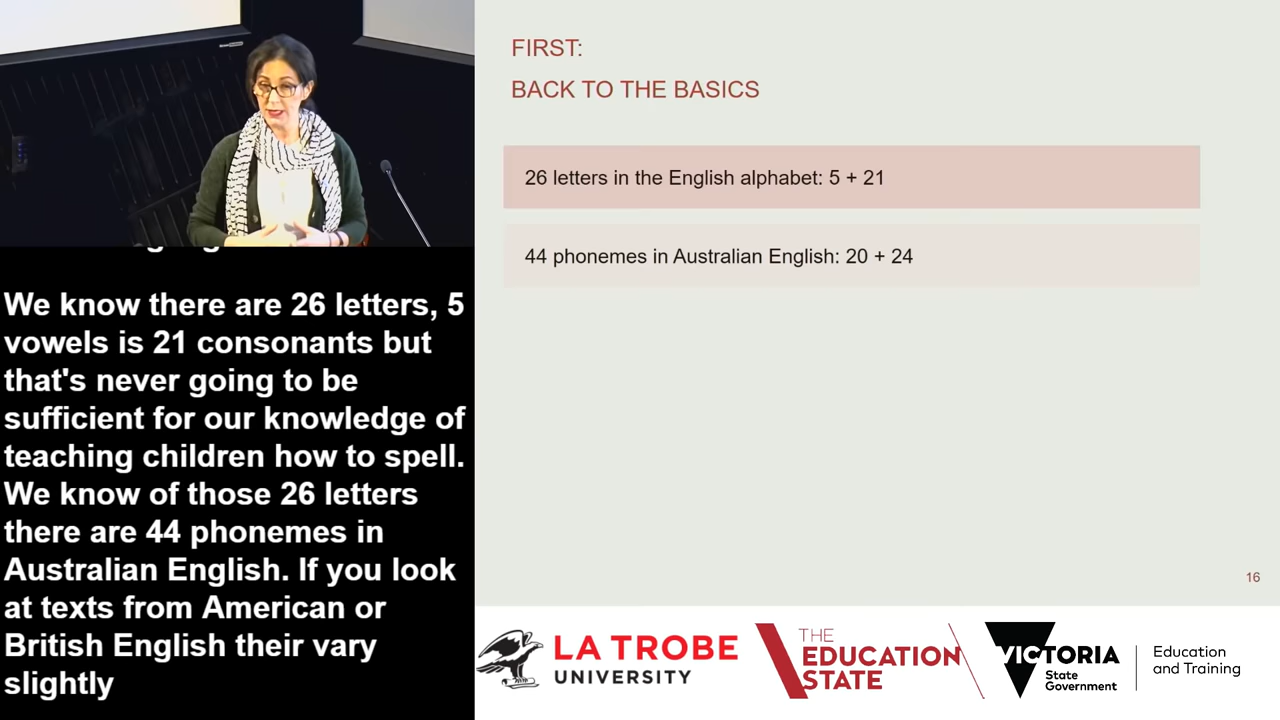 FIRST:
BACK TO THE BASICS
26 letters in the English alphabet: 5 + 21
44 phonemes in Australian English: 20 + 24
We know there are 26 letters, 5
vowels is 21 consonants but
that's never going to be
sufficient for our knowledge of
teaching children how to spell.
We know of those 26 letters
there are 44 phonemes in
Australian English. If you look
at texts from American or
British English their vary
slightly
16
LA TROBE
UNIVERSITY
THE
EDUCATION
STATE
VICTORIA
State
Government
Education
and Training